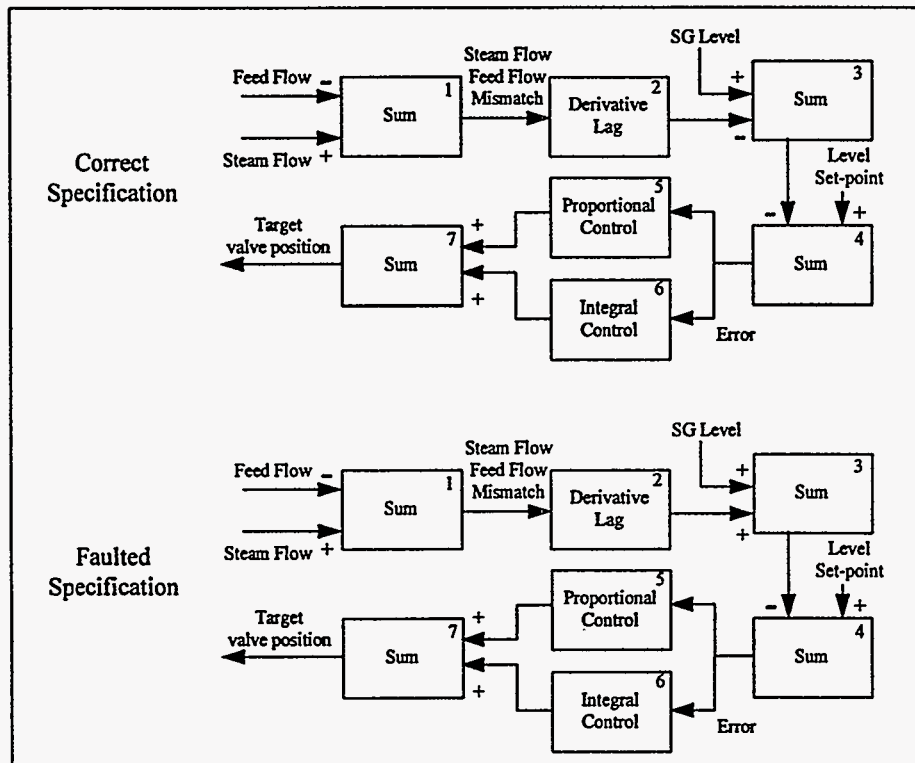 SG Level
Steam Flow
Feed Flow
Mismatch
Feed Flow
−
1
Sum
2
Derivative
Lag
+
3
Sum
−
Steam Flow
+
Correct
Specification
Level
Set-point
Target
valve position
7
Sum
+
+
5
Proportional
Control
6
Integral
Control
−
+
4
Sum
Error
SG Level
Steam Flow
Feed Flow
Mismatch
Feed Flow
−
1
Sum
2
Derivative
Lag
+
3
Sum
+
Steam Flow
+
Faulted
Specification
Level
Set-point
Target
valve position
7
Sum
+
+
5
Proportional
Control
6
Integral
Control
−
+
4
Sum
Error